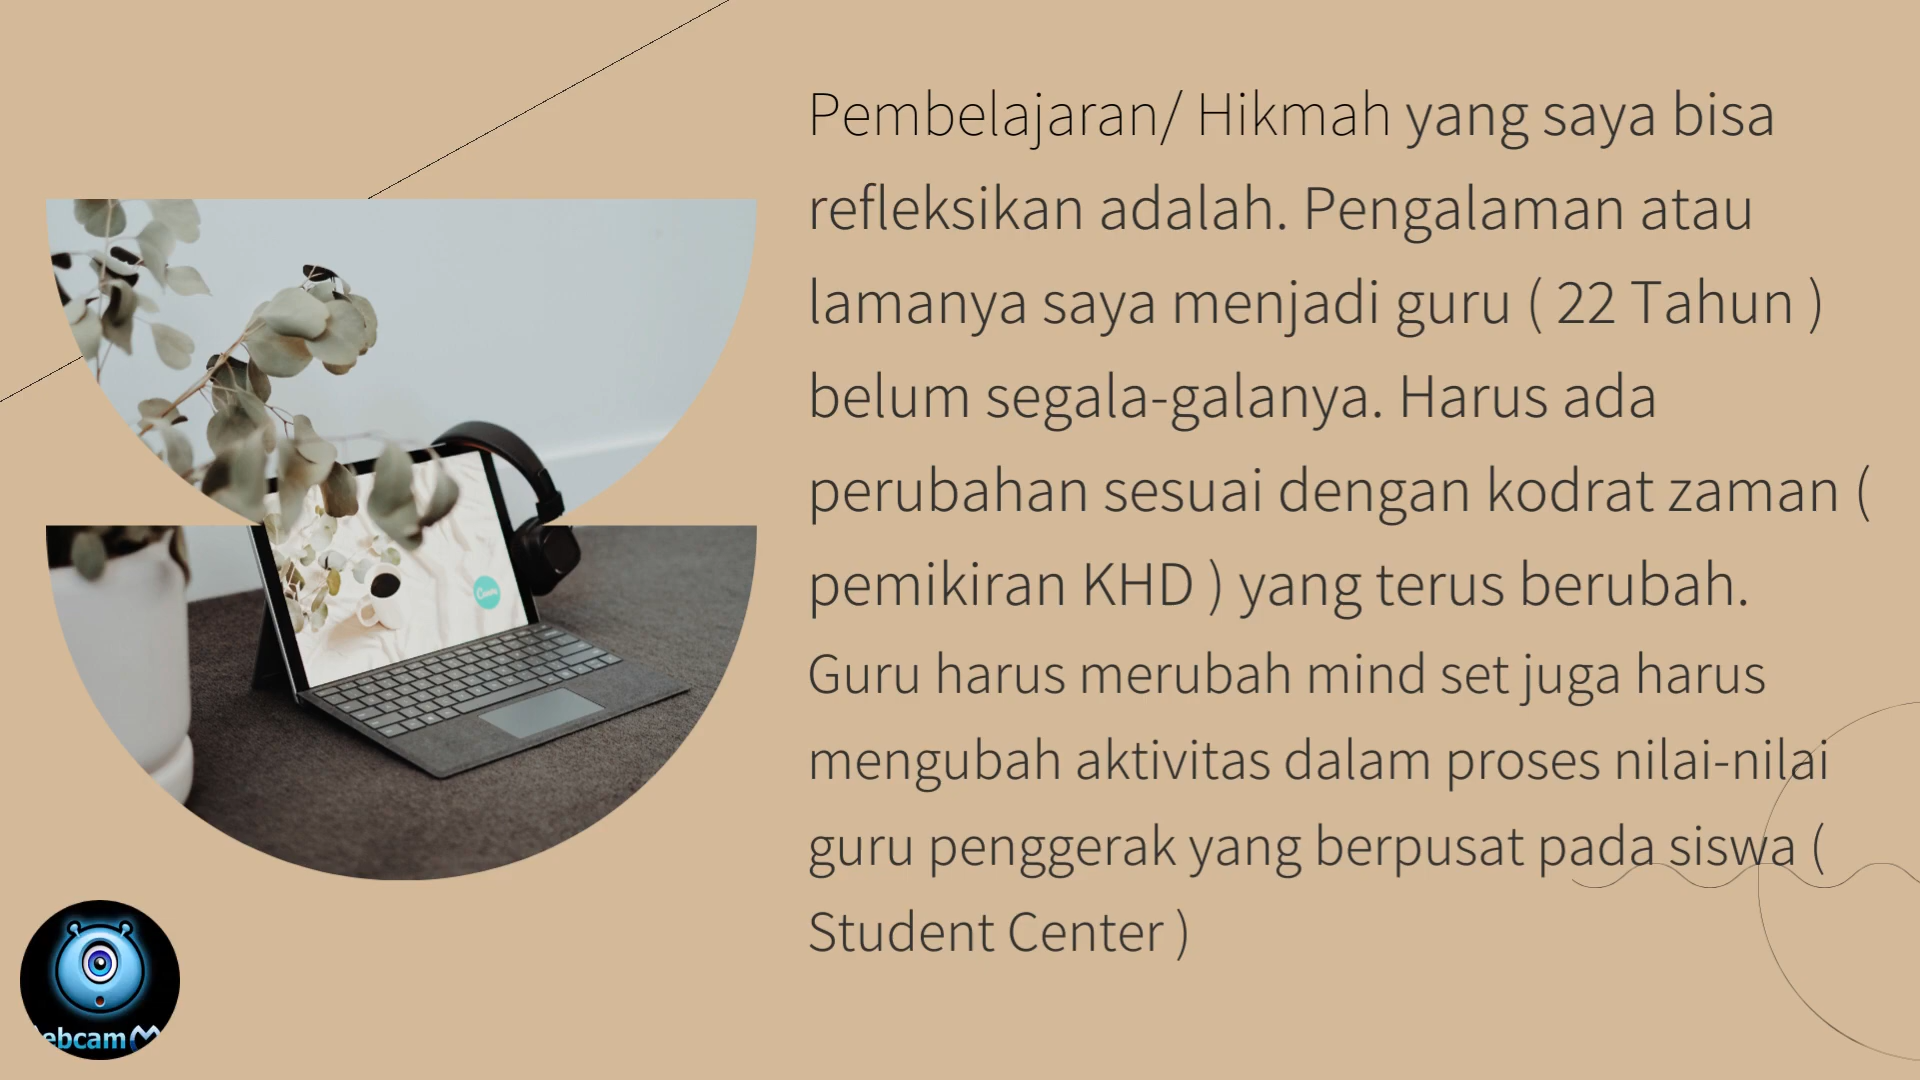 Pembelajaran/ Hikmah yang saya bisa
refleksikan adalah. Pengalaman atau
lamanya saya menjadi guru ( 22 Tahun )
belum segala-galanya. Harus ada
perubahan sesuai dengan kodrat zaman (
pemikiran KHD ) yang terus berubah.
Guru harus merubah mind set juga harus
mengubah aktivitas dalam proses nilai-nilai
guru penggerak yang berpusat pada siswa (
Student Center )
Canva
ebcam M